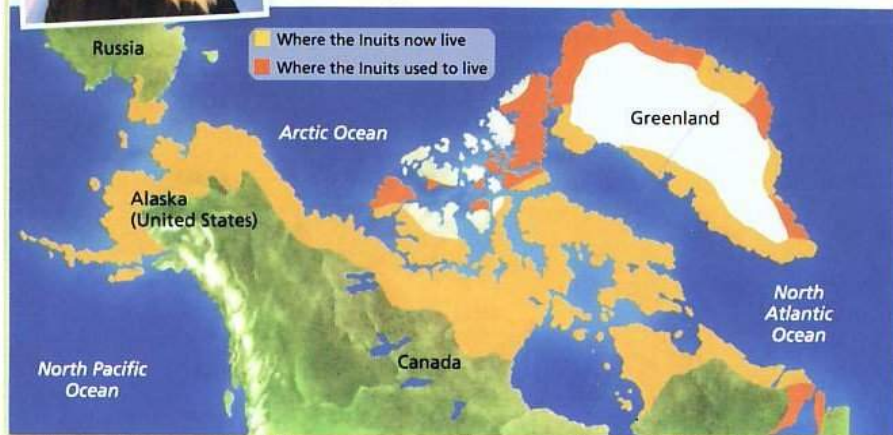 Russia
Where the Inuits now live
Where the Inuits used to live
Arctic Ocean
Greenland
Alaska
(United States)
North
Atlantic
Ocean
Canada
North Pacific
Ocean